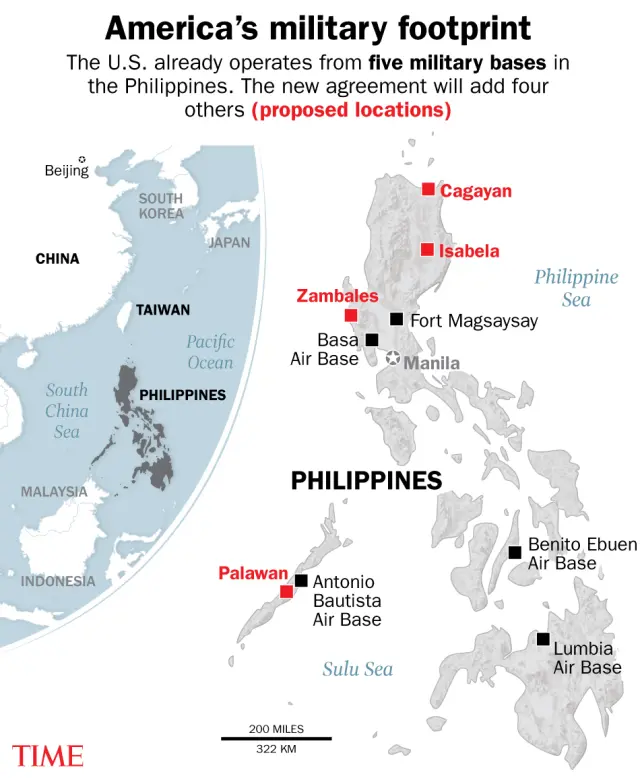 America's military footprint
The U.S. already operates from five military bases in
the Philippines. The new agreement will add four
others (proposed locations)
Beijing
SOUTH
KOREA
JAPAN
CHINA
TAIWAN
Pacific
Ocean
South
China
Sea
PHILIPPINES
MALAYSIA
INDONESIA
Cagayan
Isabela
Philippine
Sea
Zambales
Fort Magsaysay
Basa
Air Base
Manila
PHILIPPINES
Benito Ebuen
Air Base
Palawan
Antonio
Bautista
Air Base
Lumbia
Air Base
Sulu Sea
200 MILES
322 KM
TIME